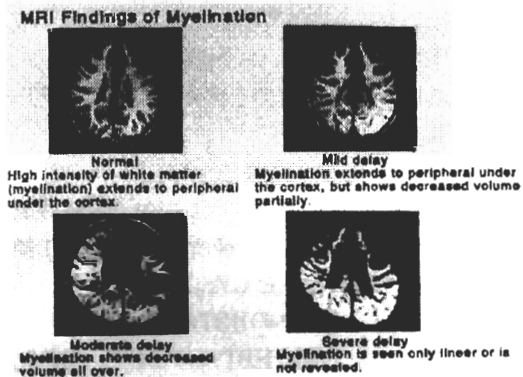 MRI Findings of Myelination
Normal
High intensity of white matter
(myelination) extends to peripheral
under the cortex.
Mild delay
Myelination extends to peripheral under
the cortex, but shows decreased volume
partially.
Moderate delay
Myelination shows decreased
volume all over.
Severe delay
Myelination is seen only linear or is
not revealed.